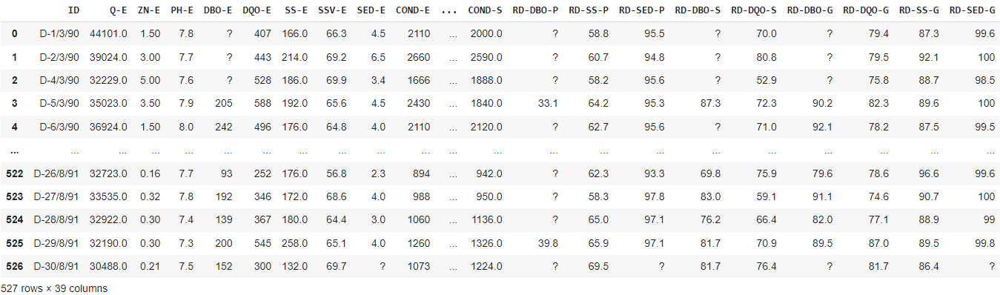 ID Q-E ZN-E PH-E DBO-E DQO-E SS-E SSV-E SED-E COND-E ... COND-S RD-DBO-P RD-SS-P RD-SED-P RD-DBO-S RD-DQO-S RD-DBO-G RD-DQO-G RD-SS-G RD-SED-G
0 D-1/3/90 44101.0 1.50 7.8 ? 407 166.0 66.3 4.5 2110 ... 2000.0 ? 58.8 95.5 ? 70.0 ? 79.4 87.3 99.6
1 D-2/3/90 39024.0 3.00 7.7 ? 443 214.0 69.2 6.5 2660 ... 2590.0 ? 60.7 94.8 ? 80.8 ? 79.5 92.1 100
2 D-4/3/90 32229.0 5.00 7.6 ? 528 186.0 69.9 3.4 1666 ... 1888.0 ? 58.2 95.6 ? 52.9 ? 75.8 88.7 98.5
3 D-5/3/90 35023.0 3.50 7.9 205 588 192.0 65.6 4.5 2430 ... 1840.0 33.1 64.2 95.3 87.3 72.3 90.2 82.3 89.6 100
4 D-6/3/90 36924.0 1.50 8.0 242 496 176.0 64.8 4.0 2110 ... 2120.0 ? 62.7 95.6 ? 71.0 92.1 78.2 87.5 99.5
... ... ... ... ... ... ... ... ... ... ... ... ... ... ... ... ... ... ... ... ... ...
522 D-26/8/91 32723.0 0.16 7.7 93 252 176.0 56.8 2.3 894 ... 942.0 ? 62.3 93.3 69.8 75.9 79.6 78.6 96.6 99.6
523 D-27/8/91 33535.0 0.32 7.8 192 346 172.0 68.6 4.0 988 ... 950.0 ? 58.3 97.8 83.0 59.1 91.1 74.6 90.7 100
524 D-28/8/91 32922.0 0.30 7.4 139 367 180.0 64.4 3.0 1060 ... 1136.0 ? 65.0 97.1 76.2 66.4 82.0 77.1 88.9 99
525 D-29/8/91 32190.0 0.30 7.3 200 545 258.0 65.1 4.0 1260 ... 1326.0 39.8 65.9 97.1 81.7 70.9 89.5 87.0 89.5 99.8
526 D-30/8/91 30488.0 0.21 7.5 152 300 132.0 69.7 ? 1073 ... 1224.0 ? 69.5 ? 81.7 76.4 ? 81.7 86.4 ?
527 rows × 39 columns